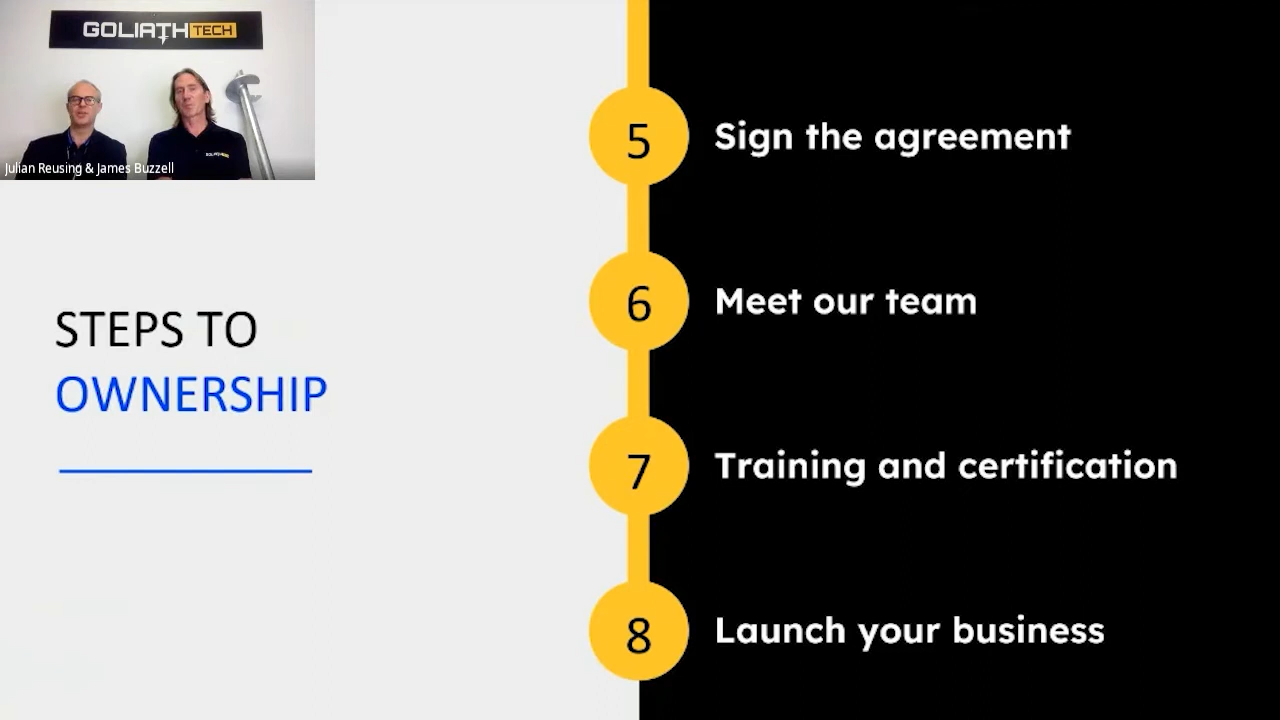 GOLIATHTECH
Julian Reusing & James Buzzell
STEPS TO
OWNERSHIP
5
Sign the agreement
6
Meet our team
7
Training and certification
8
Launch your business